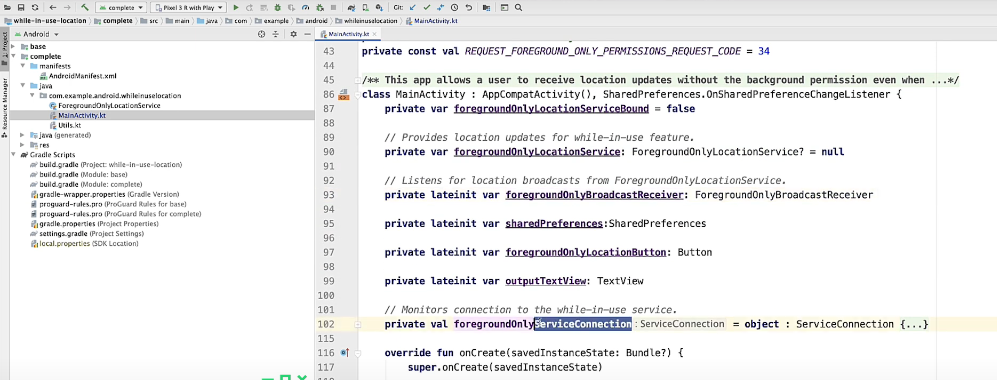 complete
Pixel 3 R with Play
Git:
while-in-use-location
complete
src
main
java
com
example
android
whileinuselocation
MainActivity.kt
Project
Resource Manager
Android
MainActivity.kt
base
complete
manifests
AndroidManifest.xml
java
com.example.android.whileinuselocation
ForegroundOnlyLocationService
MainActivity.kt
Utils.kt
java (generated)
res
Gradle Scripts
build.gradle (Project: while-in-use-location)
build.gradle (Module: base)
build.gradle (Module: complete)
gradle-wrapper.properties (Gradle Version)
proguard-rules.pro (ProGuard Rules for base)
proguard-rules.pro (ProGuard Rules for complete)
gradle.properties (Project Properties)
settings.gradle (Project Settings)
local.properties (SDK Location)
43 private const val REQUEST_FOREGROUND_ONLY_PERMISSIONS_REQUEST_CODE = 34
44
45 /** This app allows a user to receive location updates without the background permission even when ...*/
86 class MainActivity : AppCompatActivity(), SharedPreferences.OnSharedPreferenceChangeListener {
87 private var foregroundOnlyLocationServiceBound = false
88
89 // Provides location updates for while-in-use feature.
90 private var foregroundOnlyLocationService: ForegroundOnlyLocationService? = null
91
92 // Listens for location broadcasts from ForegroundOnlyLocationService.
93 private lateinit var foregroundOnlyBroadcastReceiver: ForegroundOnlyBroadcastReceiver
94
95 private lateinit var sharedPreferences:SharedPreferences
96
97 private lateinit var foregroundOnlyLocationButton: Button
98
99 private lateinit var outputTextView: TextView
100
101 // Monitors connection to the while-in-use service.
102 private val foregroundOnlyServiceConnection : ServiceConnection = object : ServiceConnection {...}
115
116 override fun onCreate(savedInstanceState: Bundle?) {
117 super.onCreate(savedInstanceState)